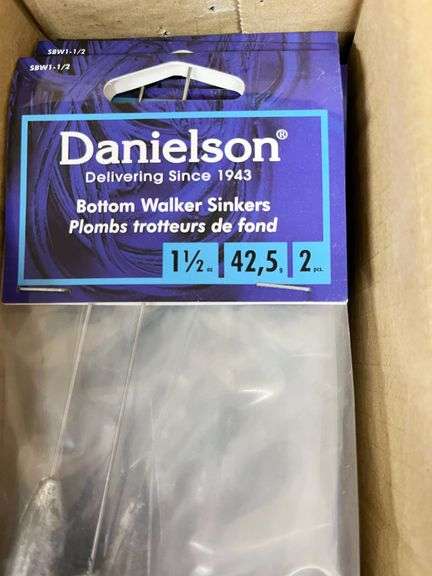 SBW1-1/2
SBW1-1/2
Danielson®
Delivering Since 1943
Bottom Walker Sinkers
Plombs trotteurs de fond
1½ oz. 42,5 g 2 pcs.